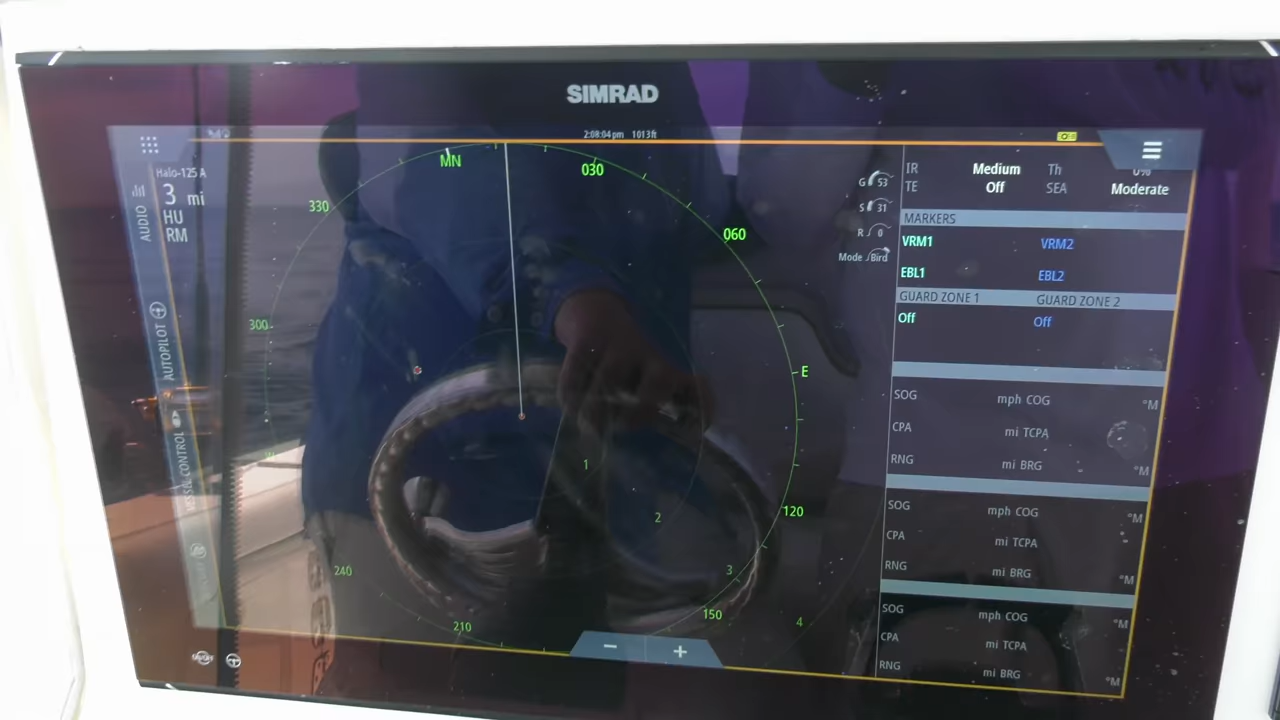 SIMRAD
2:08:04 pm 1013ft
Halo-125 A
3 mi
HU
RM
AUDIO
AUTOPILOT
VESSEL CONTROL
MN
030
060
E
120
150
210
240
300
330
1
2
3
4
G 53
S 31
R 0
Mode Bird
IR Medium Th 0%
TE Off SEA Moderate
MARKERS
VRM1 VRM2
EBL1 EBL2
GUARD ZONE 1 GUARD ZONE 2
Off Off
SOG mph COG °M
CPA mi TCPA
RNG mi BRG °M
SOG mph COG °M
CPA mi TCPA
RNG mi BRG °M
SOG mph COG °M
CPA mi TCPA
RNG mi BRG °M
− +